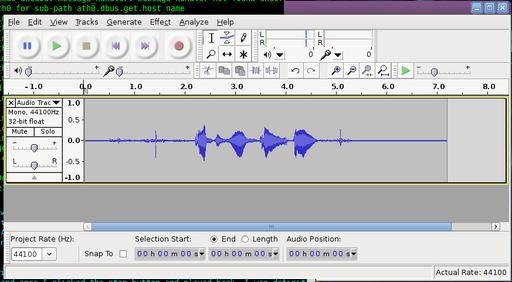 th0 for sub-path ath0.dbus.get.host_name
File Edit View Tracks Generate Effect Analyze Help
L
R
L
R
-1.0 0.0 1.0 2.0 3.0 4.0 5.0 6.0 7.0 8.0
Audio Trac
Mono, 44100Hz
32-bit float
Mute Solo
- +
L R
1.0
0.5
0.0
-0.5
-1.0
Project Rate (Hz):
44100
Snap To
Selection Start:
End Length
Audio Position:
00 h 00 m 00 s
00 h 00 m 00 s
00 h 00 m 00 s
Actual Rate: 44100